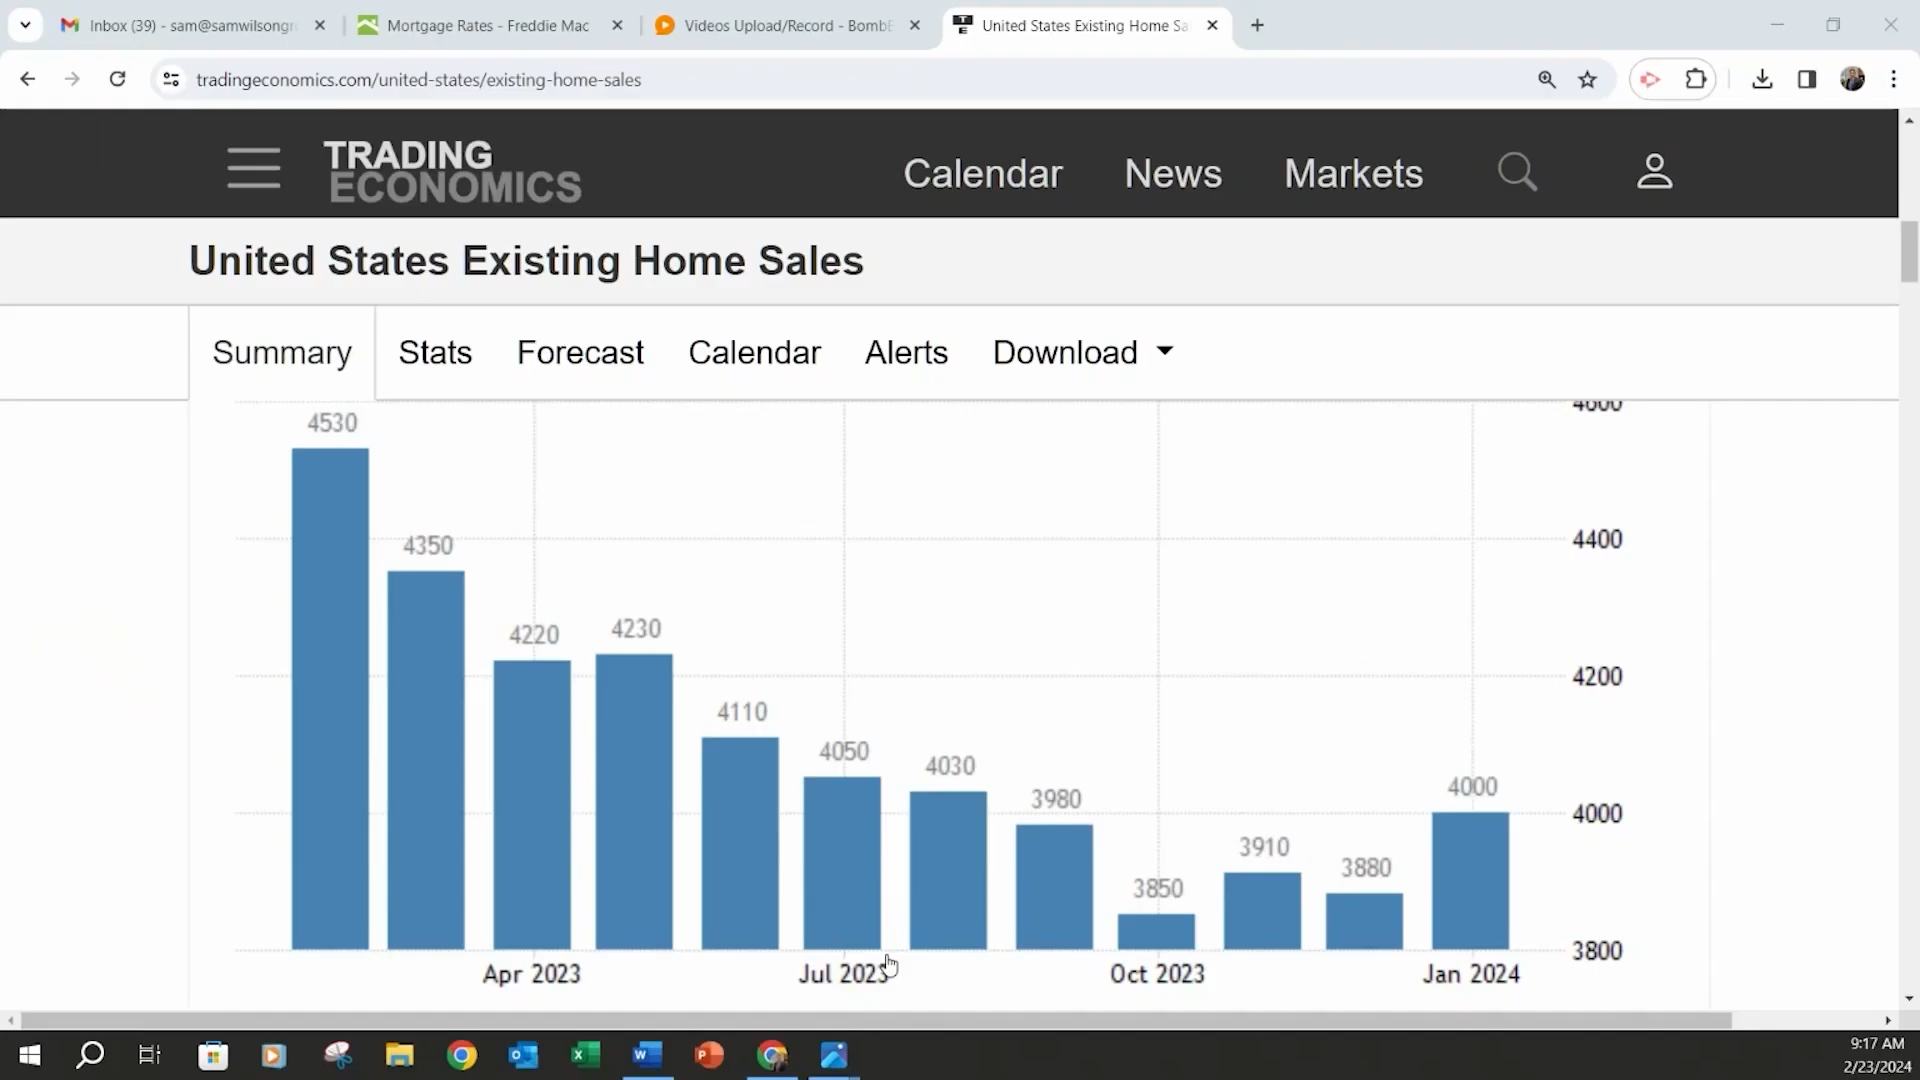 Inbox (39) - sam@samwilsongr
Mortgage Rates - Freddie Mac
Videos Upload/Record - BombB
United States Existing Home Sa
tradingeconomics.com/united-states/existing-home-sales
TRADING
ECONOMICS
Calendar
News
Markets
United States Existing Home Sales
Summary
Stats
Forecast
Calendar
Alerts
Download
4530
4350
4220
4230
4110
4050
4030
3980
3850
3910
3880
4000
4600
4400
4200
4000
3800
Apr 2023
Jul 2023
Oct 2023
Jan 2024
9:17 AM
2/23/2024